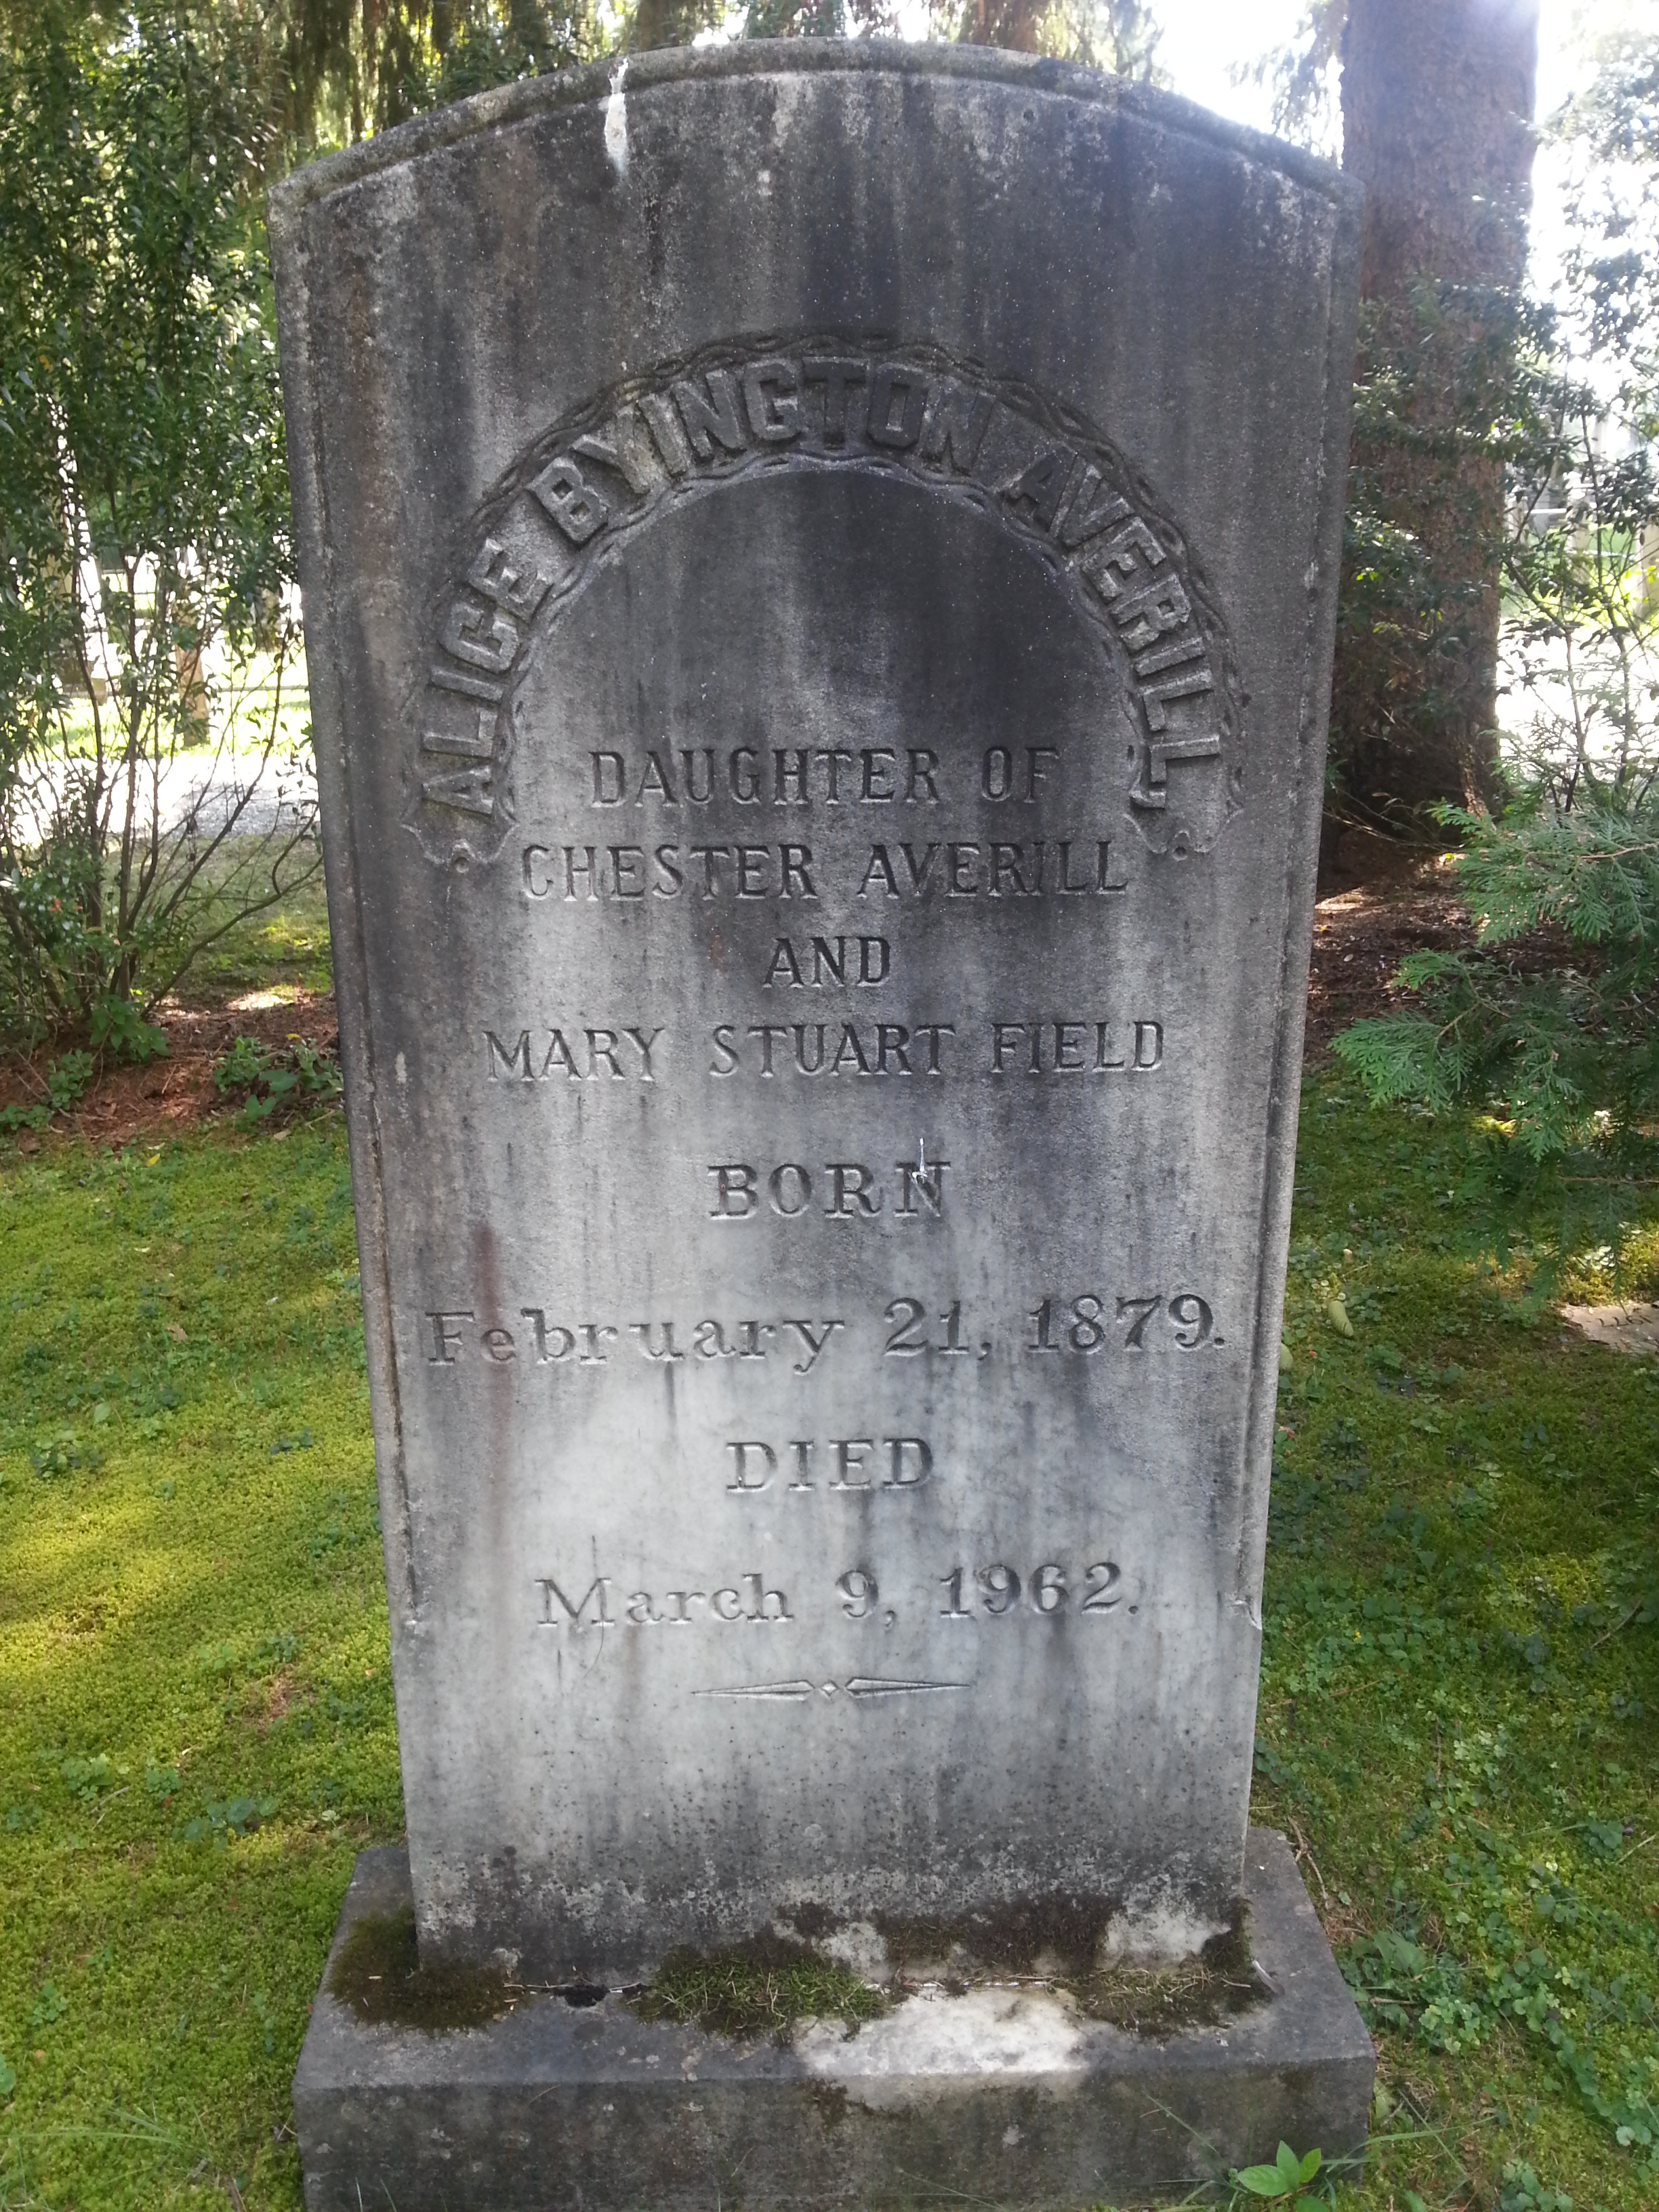 ALICE BYINGTON AVERILL,
DAUGHTER OF
CHESTER AVERILL
AND
MARY STUART FIELD
BORN
February 21, 1879.
DIED
March 9, 1962.